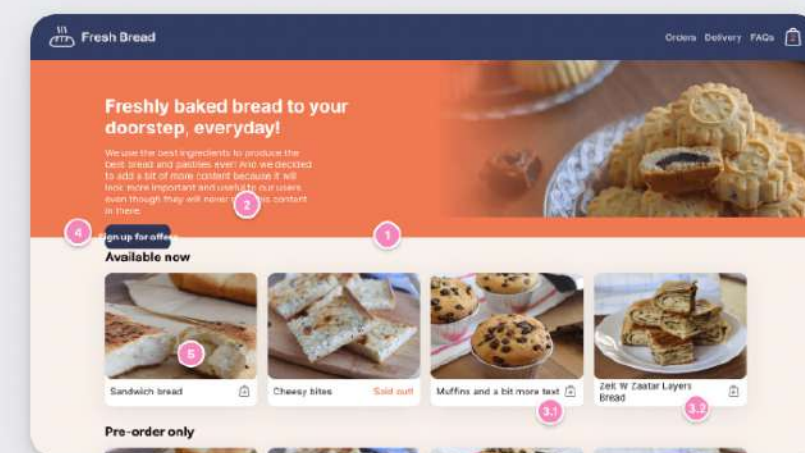 Fresh Bread
Orders Delivery FAQs
2
Freshly baked bread to your
doorstep, everyday!
We use the best ingredients to produce the
best bread and pastries ever! And we decided
to add a bit of more content because it will
look more important and useful to our users
even though they will never content
in there.
2
4
1
Sign up for offers
Available now
5
Sandwich bread
Cheesy bites Sold out!
Muffins and a bit more text
Zeit W Zaatar Layers
Bread
3.1
3.2
Pre-order only